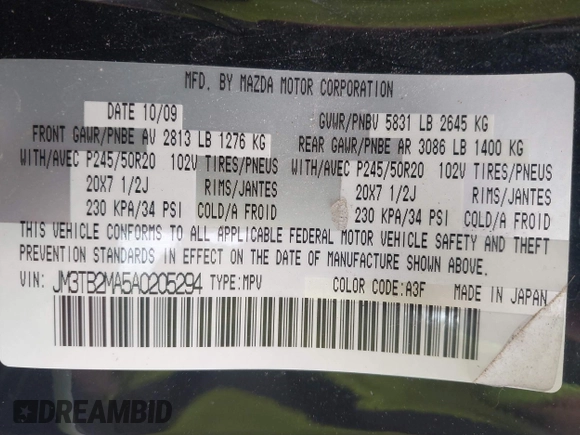 MFD. BY MAZDA MOTOR CORPORATION
DATE 10/09 GVWR/PNBV 5831 LB 2645 KG
FRONT GAWR/PNBE AV 2813 LB 1276 KG REAR GAWR/PNBE AR 3086 LB 1400 KG
WITH/AVEC P245/50R20 102V TIRES/PNEUS WITH/AVEC P245/50R20 102V TIRES/PNEUS
20X7 1/2J RIMS/JANTES 20X7 1/2J RIMS/JANTES
230 KPA/34 PSI COLD/A FROID 230 KPA/34 PSI COLD/A FROID
THIS VEHICLE CONFORMS TO ALL APPLICABLE FEDERAL MOTOR VEHICLE SAFETY AND THEFT
PREVENTION STANDARDS IN EFFECT ON THE DATE OF MANUFACTURE SHOWN ABOVE.
VIN: JM3TB2MA5A0205294 TYPE:MPV COLOR CODE:A3F MADE IN JAPAN
DREAMBID